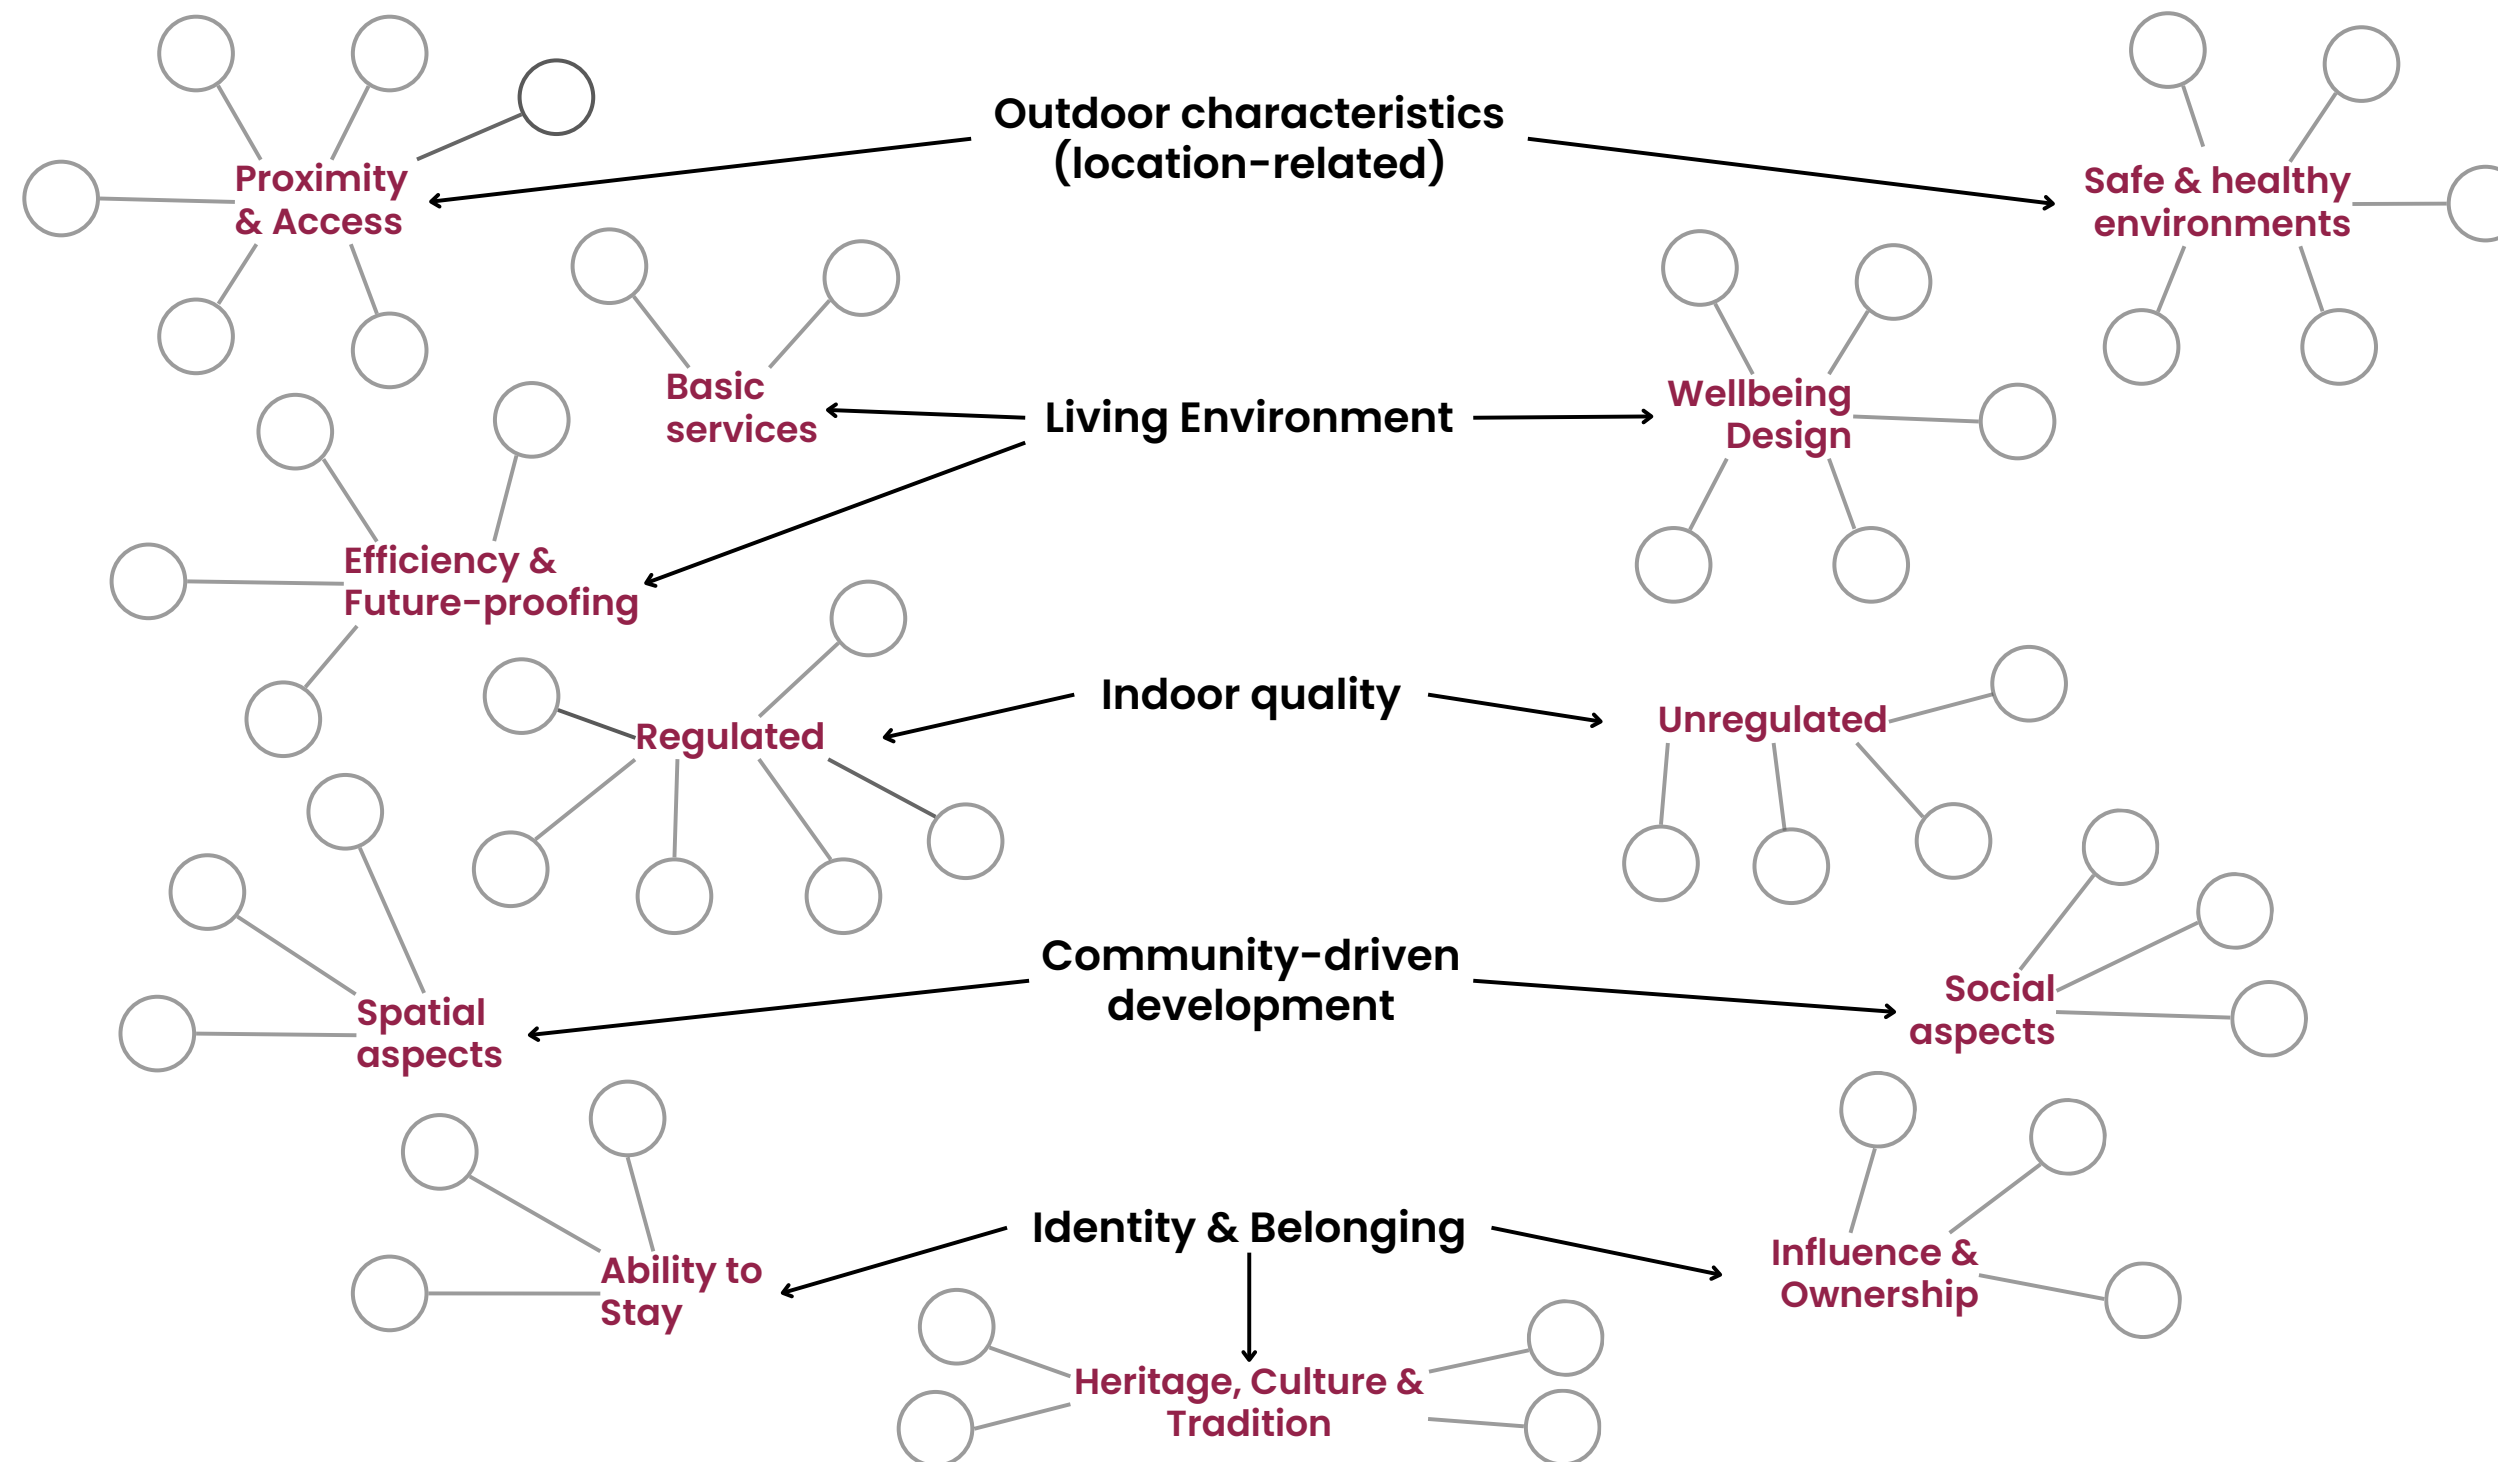 Outdoor characteristics
(location-related)
Proximity
& Access
Safe & healthy
environments
Living Environment
Basic
services
Wellbeing
Design
Efficiency &
Future-proofing
Indoor quality
Regulated
Unregulated
Community-driven
development
Spatial
aspects
Social
aspects
Identity & Belonging
Ability to
Stay
Influence &
Ownership
Heritage, Culture &
Tradition